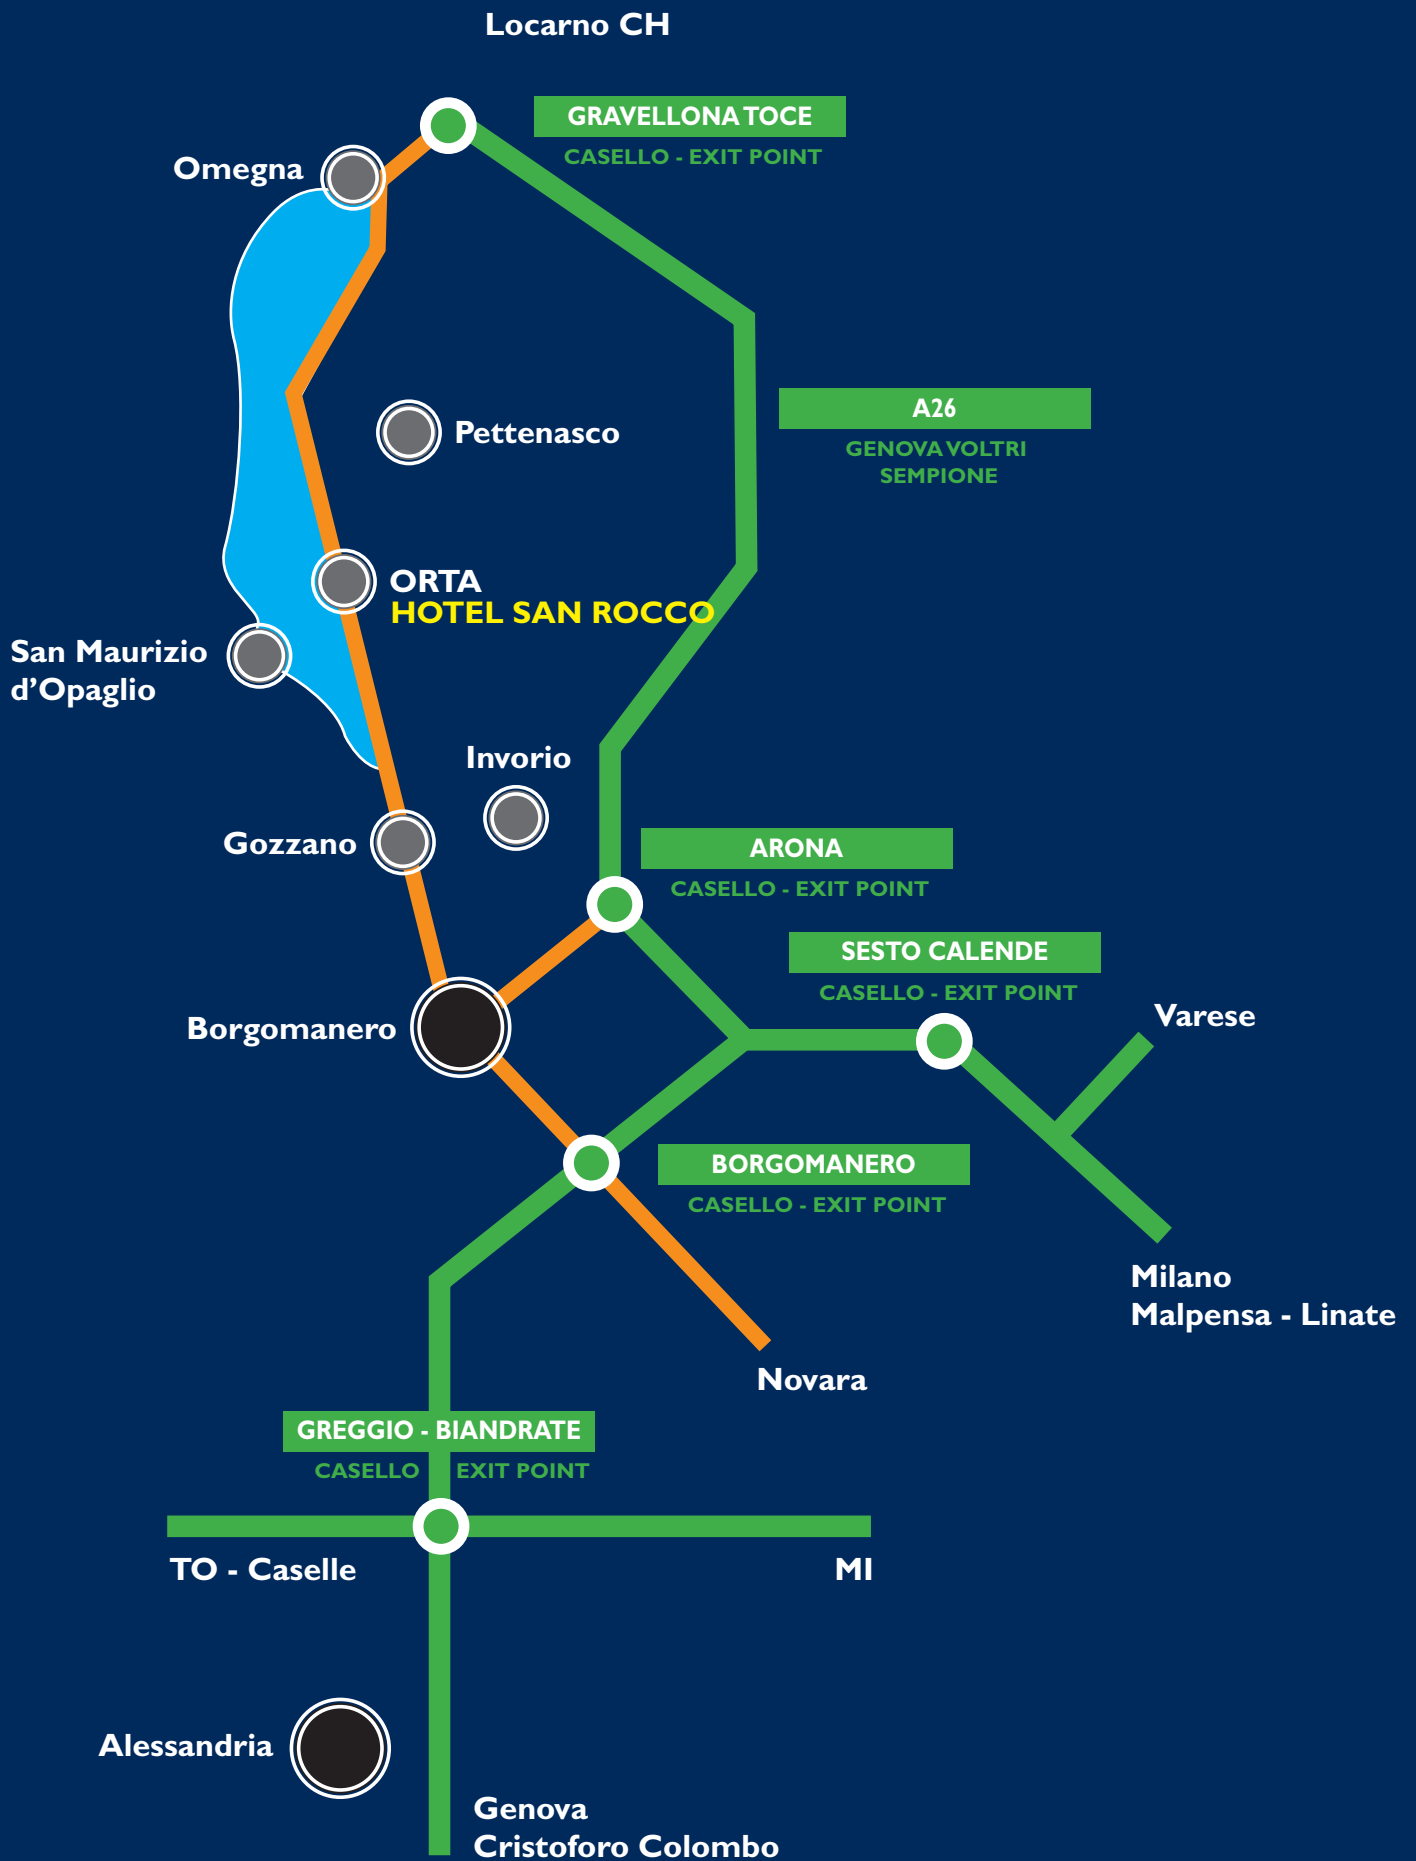 Locarno CH
GRAVELLONA TOCE
CASELLO - EXIT POINT
Omegna
A26
GENOVA VOLTRI
SEMPIONE
Pettenasco
ORTA
HOTEL SAN ROCCO
San Maurizio
d’Opaglio
Invorio
Gozzano
ARONA
CASELLO - EXIT POINT
SESTO CALENDE
CASELLO - EXIT POINT
Varese
Borgomanero
BORGOMANERO
CASELLO - EXIT POINT
Milano
Malpensa - Linate
Novara
GREGGIO - BIANDRATE
CASELLO EXIT POINT
TO - Caselle
MI
Alessandria
Genova
Cristoforo Colombo